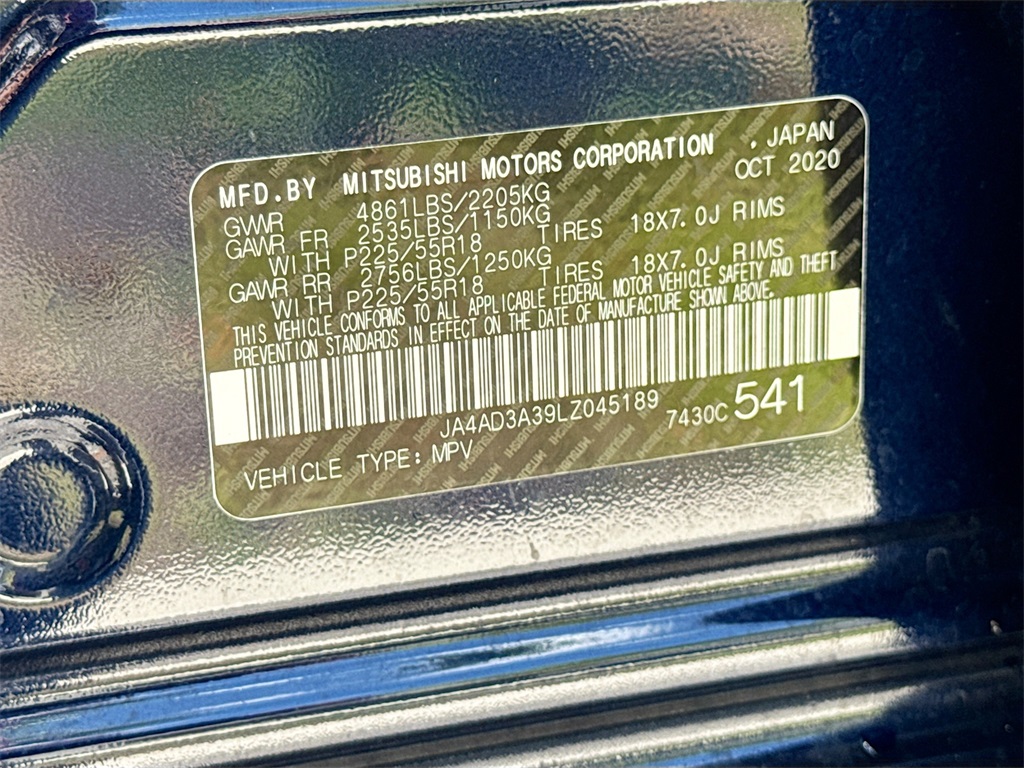 MFD.BY MITSUBISHI MOTORS CORPORATION , JAPAN
OCT 2020
GVWR 4861LBS/2205KG
GAWR FR 2535LBS/1150KG
WITH P225/55R18 TIRES 18X7.0J RIMS
GAWR RR 2756LBS/1250KG
WITH P225/55R18 TIRES 18X7.0J RIMS
THIS VEHICLE CONFORMS TO ALL APPLICABLE FEDERAL MOTOR VEHICLE SAFETY AND THEFT
PREVENTION STANDARDS IN EFFECT ON THE DATE OF MANUFACTURE SHOWN ABOVE.
JA4AD3A39LZ045189 7430C 541
VEHICLE TYPE: MPV